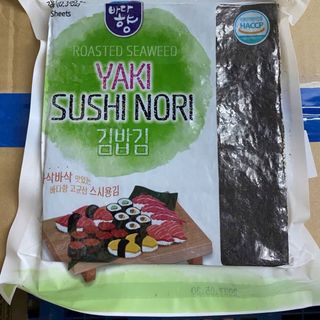 바다향
Sheets
HACCP
ROASTED SEAWEED
YAKI
SUSHI NORI
김밥김
바삭바삭 맛있는
바다향 고급산 스시용김